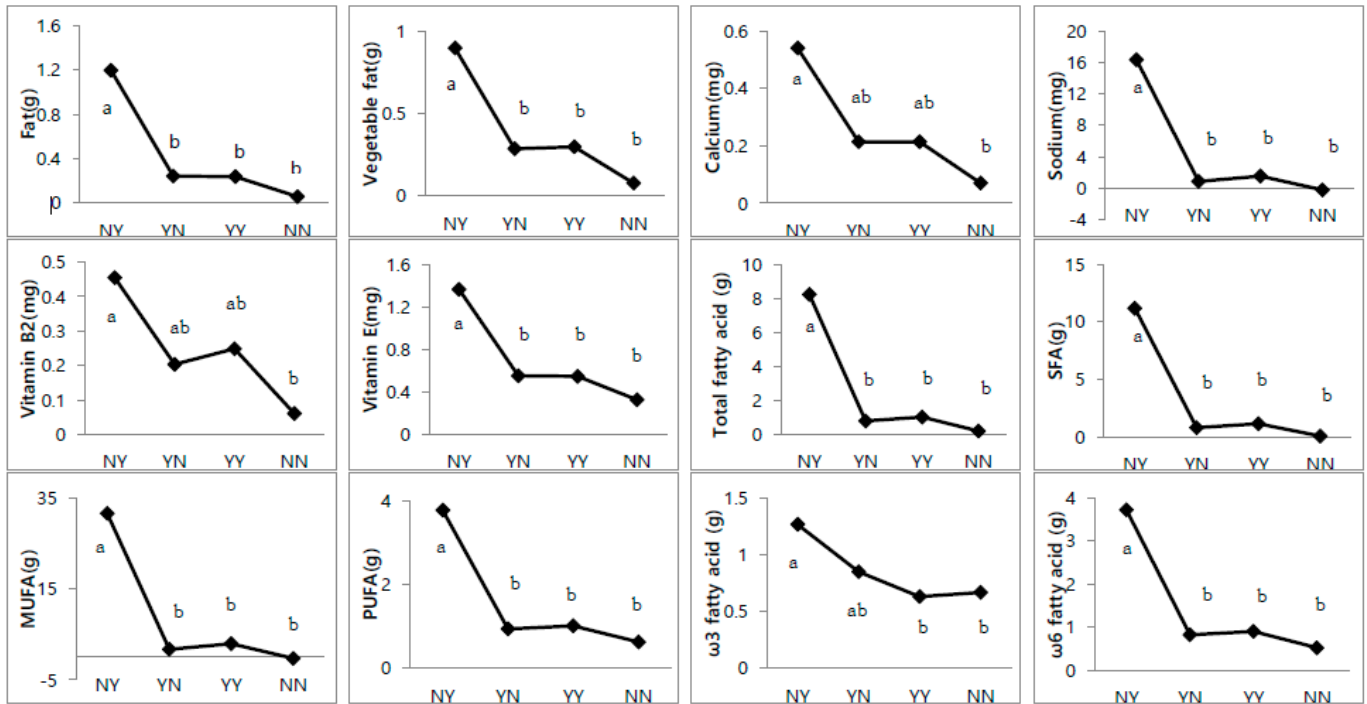 Fat(g)
1.6
1.2
0.8
0.4
0
a
b
b
b
NY YN YY NN
Vegetable fat(g)
1
0.5
0
a
b
b
b
NY YN YY NN
Calcium(mg)
0.6
0.4
0.2
0
a
ab
ab
b
NY YN YY NN
Sodium(mg)
20
16
12
8
4
0
-4
a
b
b
b
NY YN YY NN
Vitamin B2(mg)
0.5
0.4
0.3
0.2
0.1
0
a
ab
ab
b
NY YN YY NN
Vitamin E(mg)
1.6
1.2
0.8
0.4
0
a
b
b
b
NY YN YY NN
Total fatty acid (g)
10
8
6
4
2
0
a
b
b
b
NY YN YY NN
SFA(g)
15
10
5
0
a
b
b
b
NY YN YY NN
MUFA(g)
35
15
-5
a
b
b
b
NY YN YY NN
PUFA(g)
4
2
0
a
b
b
b
NY YN YY NN
ω3 fatty acid (g)
1.5
1
0.5
0
a
ab
b
b
NY YN YY NN
ω6 fatty acid (g)
4
3
2
1
0
a
b
b
b
NY YN YY NN